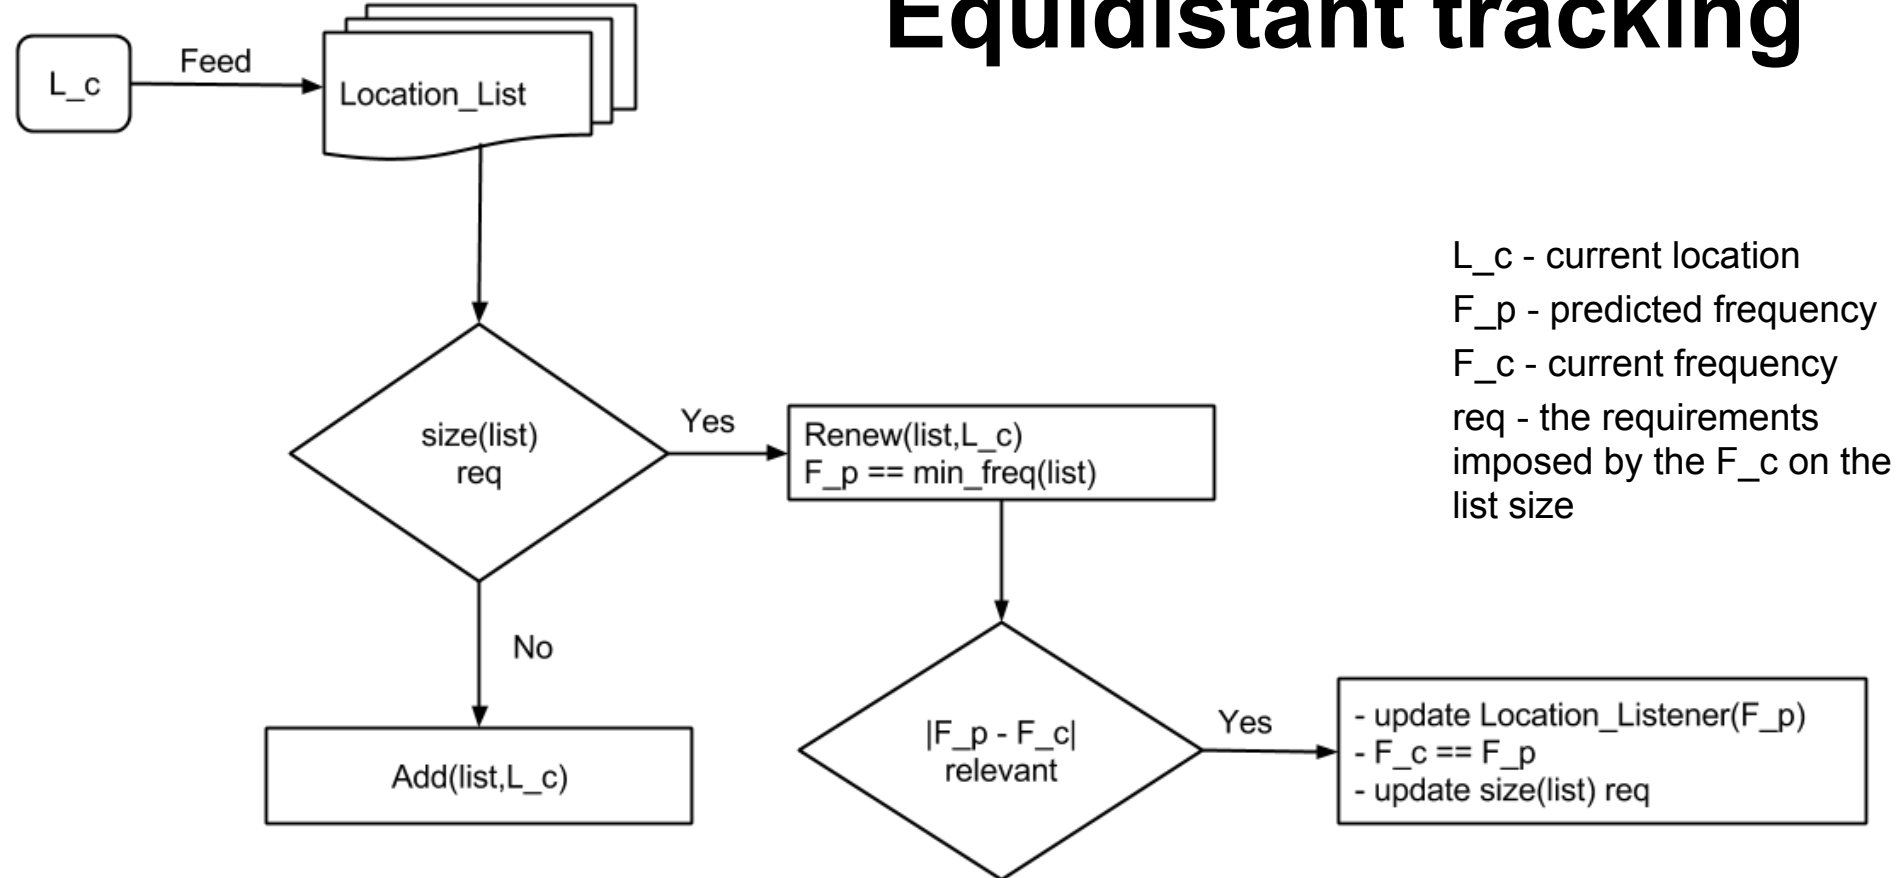 Equidistant tracking
L_c
Feed
Location_List
L_c - current location
F_p - predicted frequency
F_c - current frequency
req - the requirements
imposed by the F_c on the
list size
size(list)
req
Yes
Renew(list,L_c)
F_p == min_freq(list)
No
Add(list,L_c)
|F_p - F_c|
relevant
Yes
- update Location_Listener(F_p)
- F_c == F_p
- update size(list) req